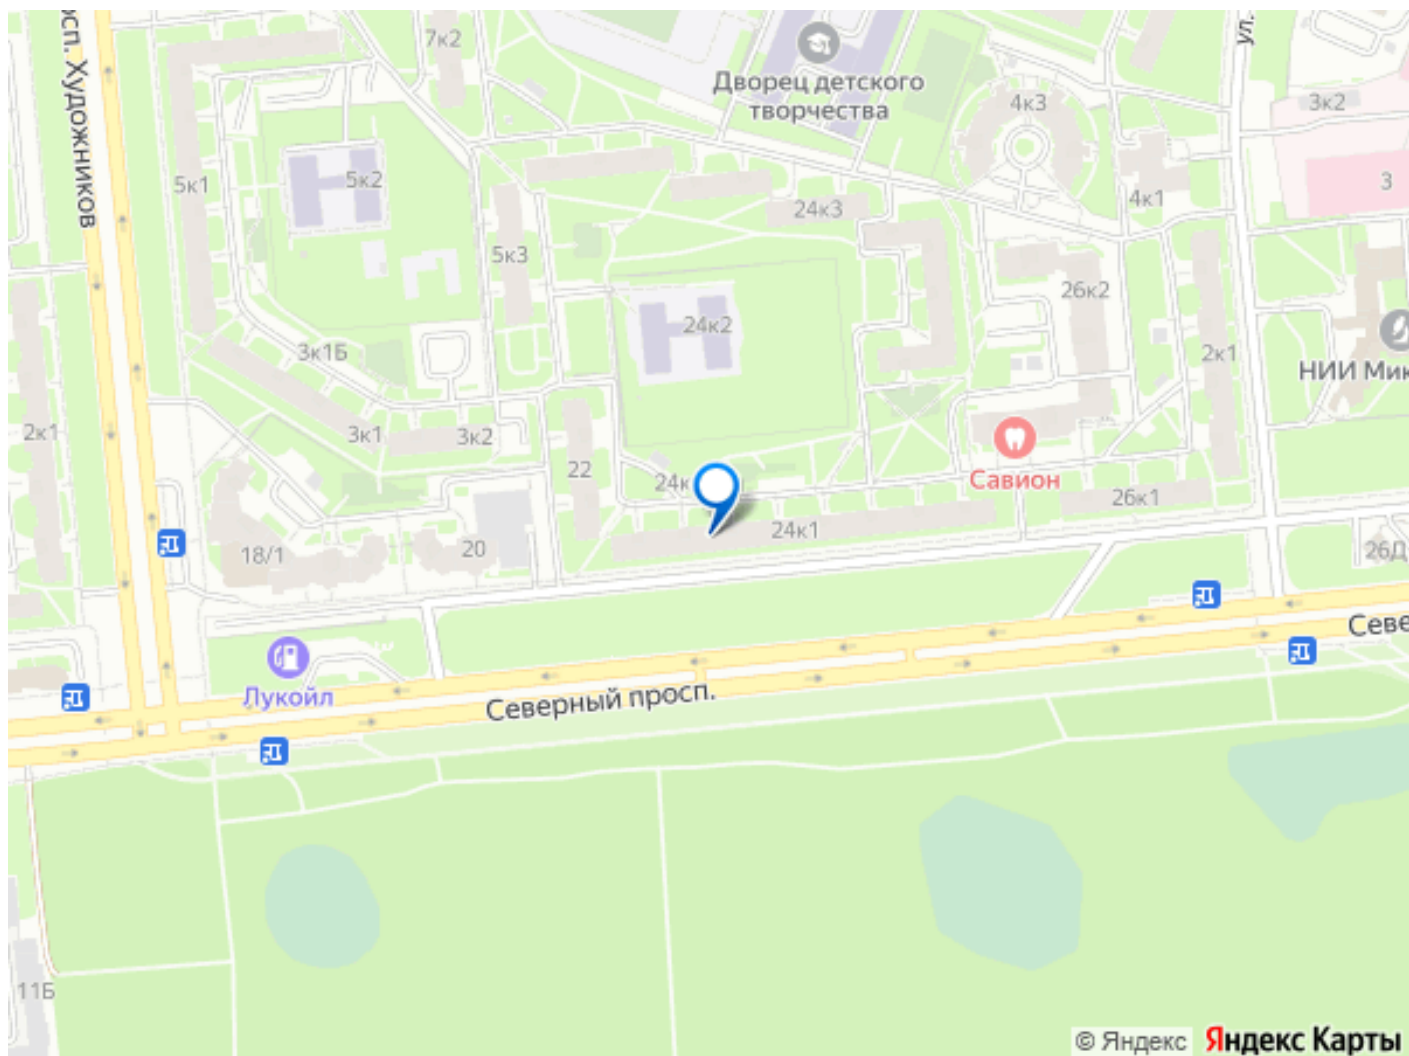 осп. Художников
7к2
Дворец детского
творчества
4к3
ул.
3к2
5к1
5к2
3
4к1
24к3
5к3
26к2
24к2
3к1Б
2к1
НИИ Мик
2к1
3к1
3к2
22
24к
Савион
26к1
24к1
18/1
20
26Д
Севе
Лукойл
Северный просп.
11Б
© Яндекс Яндекс Карты